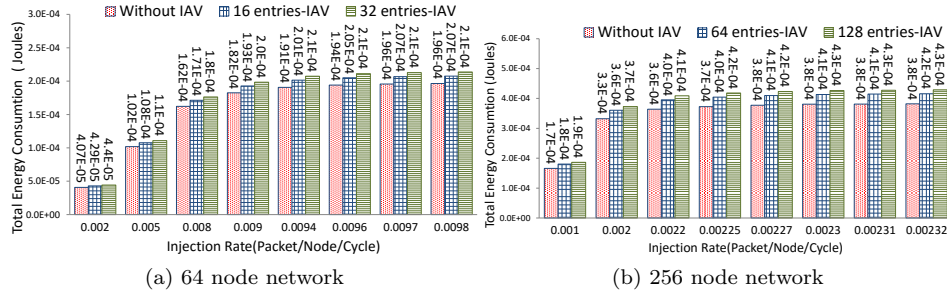 Without IAV 16 entries-IAV 32 entries-IAV
Total Energy Consumtion ( Joules)
3.0E-04
2.5E-04
2.0E-04
1.5E-04
1.0E-04
5.0E-05
0.0E+00
4.07E-05 4.29E-05 4.4E-05
1.02E-04 1.08E-04 1.1E-04
1.62E-04 1.71E-04 1.8E-04
1.82E-04 1.93E-04 2.0E-04
1.91E-04 2.01E-04 2.1E-04
1.94E-04 2.05E-04 2.1E-04
1.96E-04 2.07E-04 2.1E-04
1.96E-04 2.07E-04 2.1E-04
0.002 0.005 0.008 0.009 0.0094 0.0096 0.0097 0.0098
Injection Rate(Packet/Node/Cycle)
(a) 64 node network
Without IAV 64 entries-IAV 128 entries-IAV
Total Energy Consumtion (Joules)
6.0E-04
5.0E-04
4.0E-04
3.0E-04
2.0E-04
1.0E-04
0.0E+00
1.7E-04 1.8E-04 1.9E-04
3.3E-04 3.6E-04 3.7E-04
3.6E-04 4.0E-04 4.1E-04
3.7E-04 4.0E-04 4.2E-04
3.8E-04 4.1E-04 4.2E-04
3.8E-04 4.1E-04 4.3E-04
3.8E-04 4.1E-04 4.3E-04
3.8E-04 4.2E-04 4.3E-04
0.001 0.002 0.0022 0.00225 0.00227 0.0023 0.00231 0.00232
Injection Rate(Packet/Node/Cycle)
(b) 256 node network